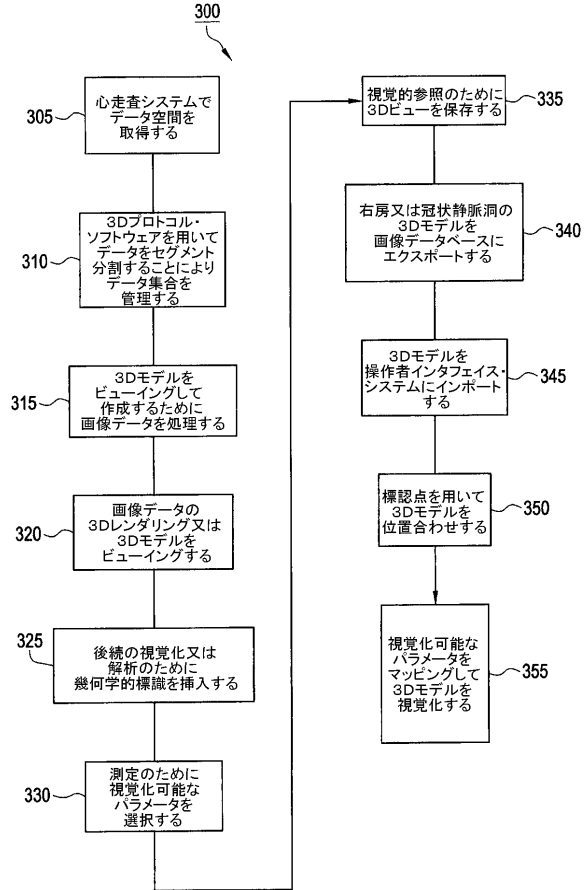 300
305
心走査システムで
データ空間を
取得する
310
3Dプロトコル・
ソフトウェアを用いて
データをセグメント
分割することにより
データ集合を
管理する
315
3Dモデルを
ビューイングして
作成するために
画像データを処理する
320
画像データの
3Dレンダリング又は
3Dモデルを
ビューイングする
325
後続の視覚化又は
解析のために
幾何学的標識を挿入する
330
測定のために
視覚化可能な
パラメータを
選択する
視覚的参照のために
3Dビューを保存する
335
右房又は冠状静脈洞の
3Dモデルを
画像データベースに
エクスポートする
340
3Dモデルを
操作者インタフェイス・
システムにインポート
する
345
標認点を用いて
3Dモデルを
位置合わせする
350
視覚化可能な
パラメータを
マッピングして
3Dモデルを
視覚化する
355